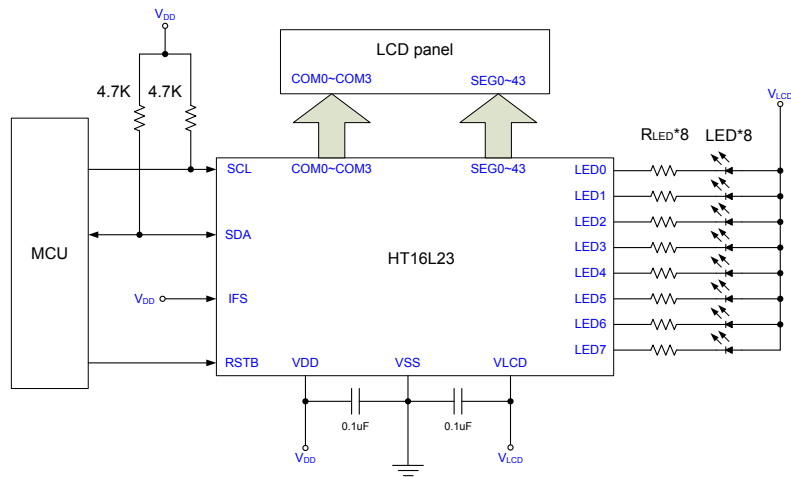 VDD
LCD panel
4.7K 4.7K
COM0~COM3 SEG0~43
VLCD
RLED*8 LED*8
SCL COM0~COM3 SEG0~43 LED0
LED1
LED2
MCU SDA HT16L23 LED3
LED4
VDD IFS LED5
LED6
LED7
RSTB VDD VSS VLCD
0.1uF 0.1uF
VDD VLCD